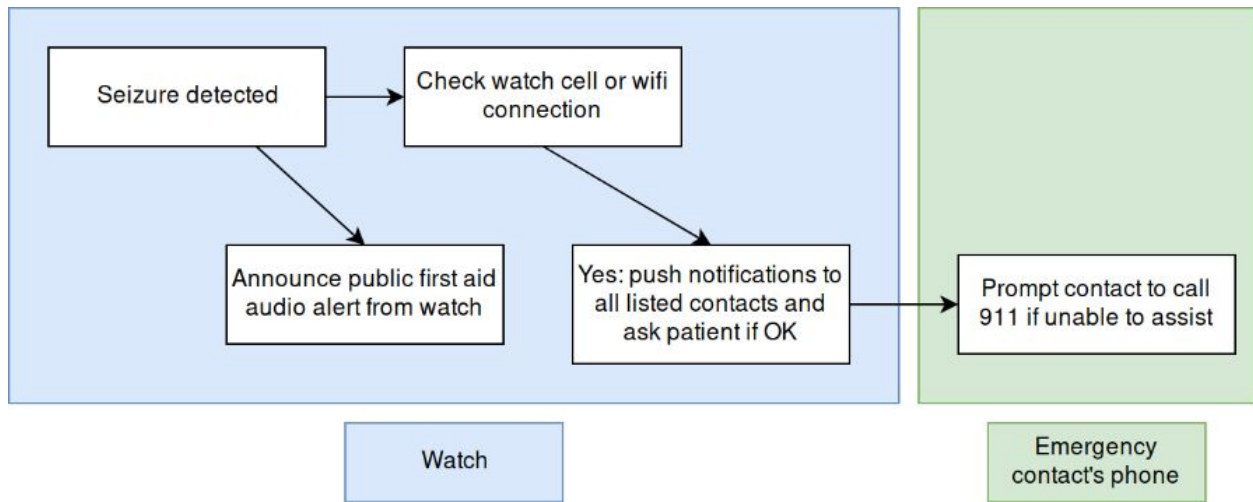 Seizure detected
Check watch cell or wifi
connection
Announce public first aid
audio alert from watch
Yes: push notifications to
all listed contacts and
ask patient if OK
Prompt contact to call
911 if unable to assist
Watch
Emergency
contact's phone